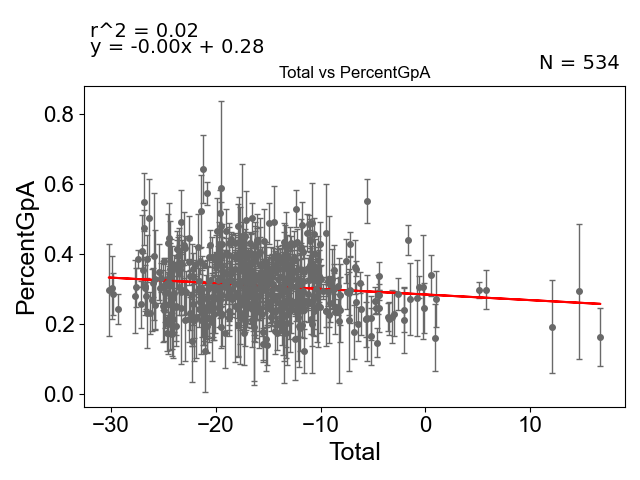 r^2 = 0.02
y = -0.00x + 0.28
N = 534
Total vs PercentGpA
PercentGpA
0.8
0.6
0.4
0.2
0.0
−30 −20 −10 0 10
Total